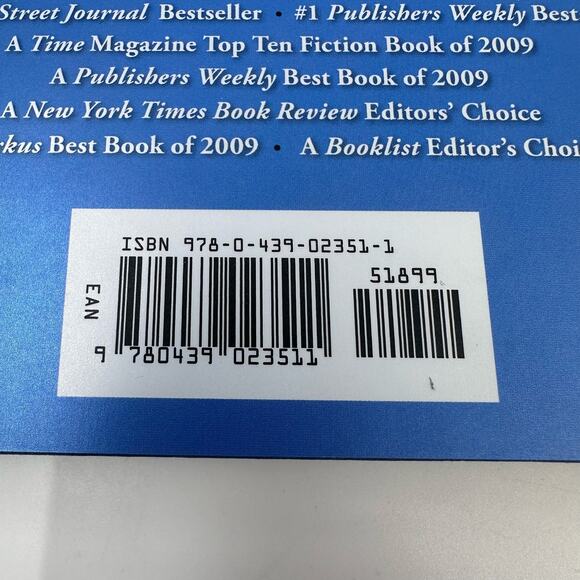 Street Journal Bestseller • #1 Publishers Weekly Best
A Time Magazine Top Ten Fiction Book of 2009
A Publishers Weekly Best Book of 2009
A New York Times Book Review Editors' Choice
rkus Best Book of 2009 • A Booklist Editor's Choi
ISBN 978-0-439-02351-1
51899
EAN
9 780439 023511